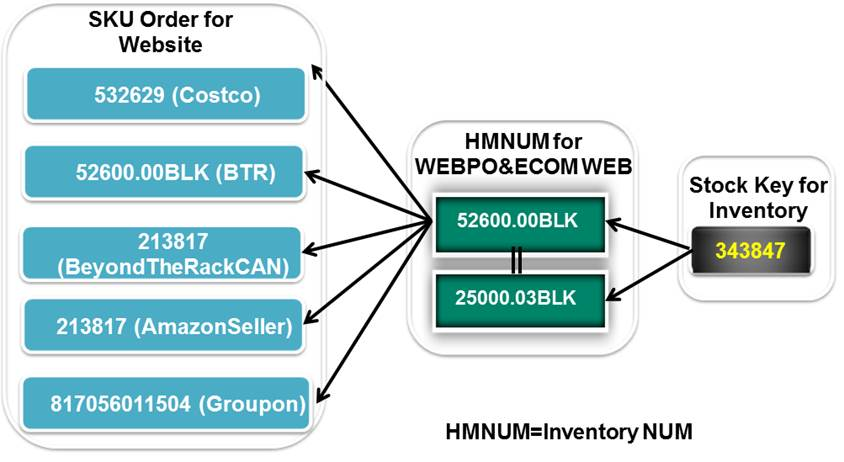 SKU Order for
Website
532629 (Costco)
52600.00BLK (BTR)
213817
(BeyondTheRackCAN)
213817 (AmazonSeller)
817056011504 (Groupon)
HMNUM for
WEBPO&ECOM WEB
52600.00BLK
||
25000.03BLK
Stock Key for
Inventory
343847
HMNUM=Inventory NUM